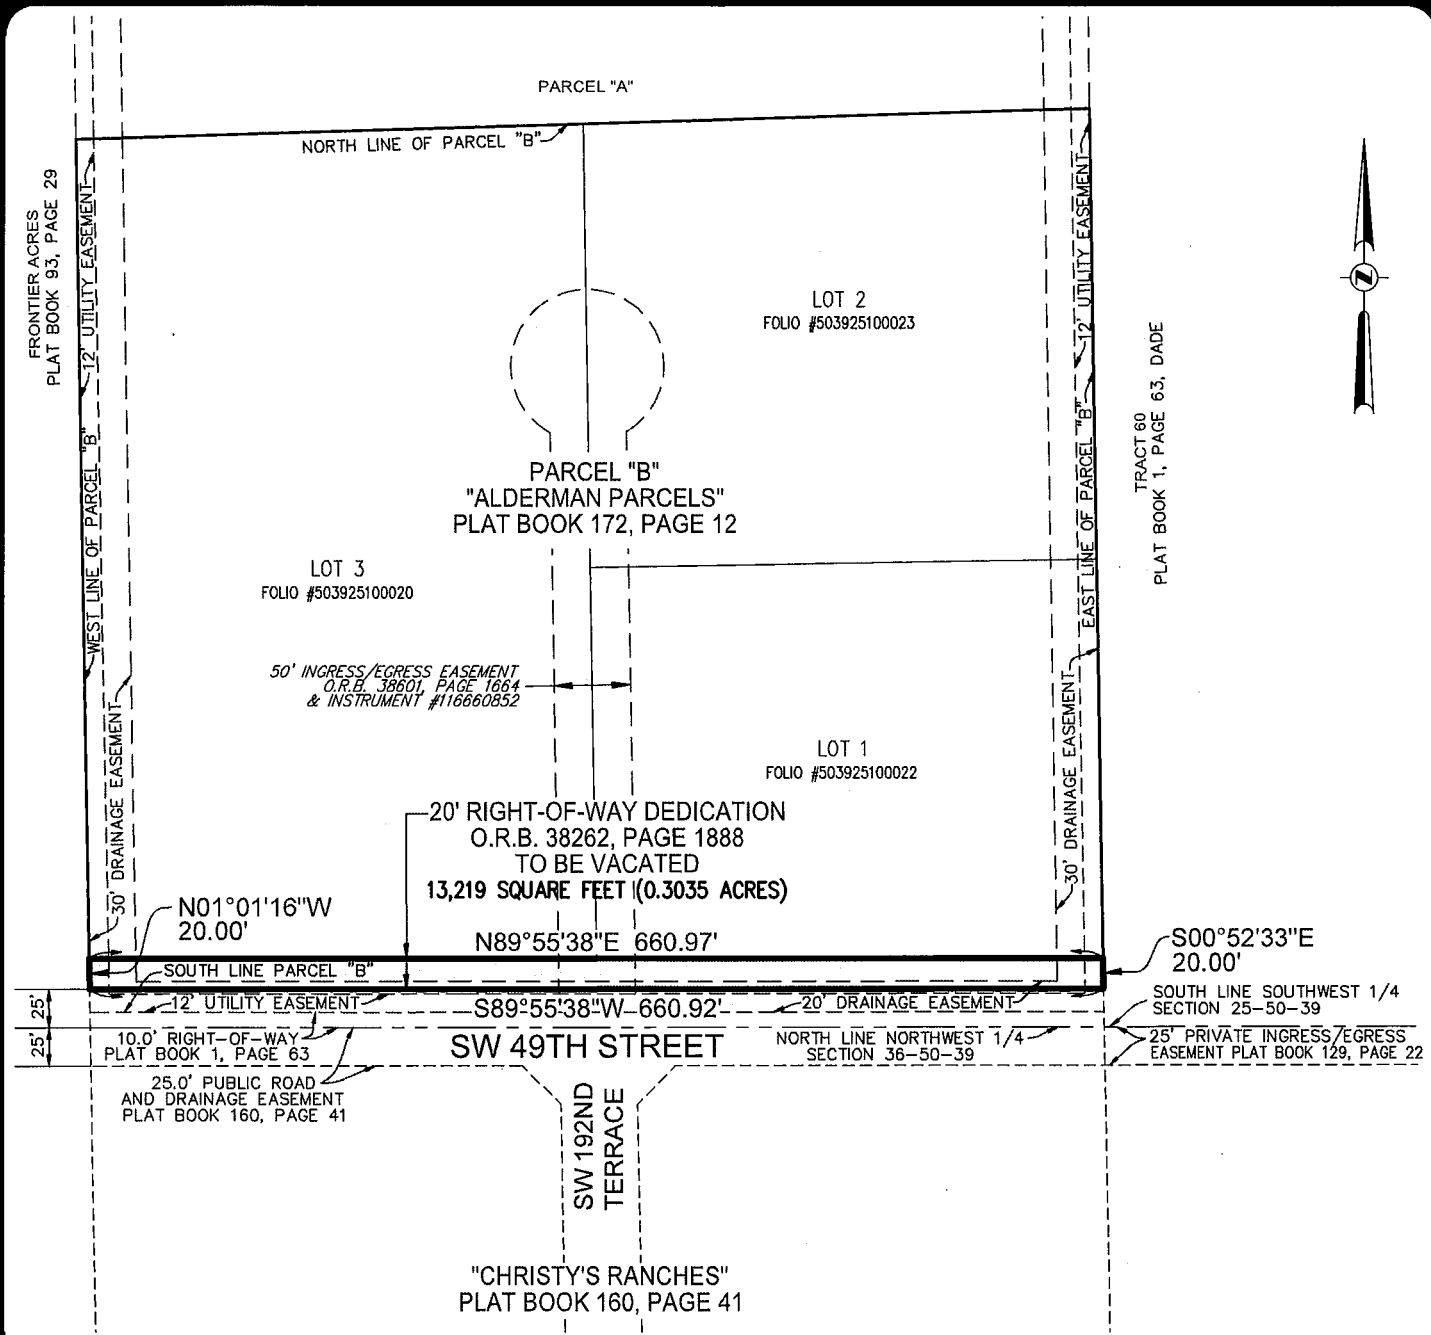 PARCEL "A"
NORTH LINE OF PARCEL "B"
FRONTIER ACRES
PLAT BOOK 93, PAGE 29
12' UTILITY EASEMENT
WEST LINE OF PARCEL "B"
30' DRAINAGE EASEMENT
LOT 2
FOLIO #503925100023
12' UTILITY EASEMENT
EAST LINE OF PARCEL "B"
30' DRAINAGE EASEMENT
TRACT 60
PLAT BOOK 1, PAGE 63, DADE
Z
PARCEL "B"
"ALDERMAN PARCELS"
PLAT BOOK 172, PAGE 12
LOT 3
FOLIO #503925100020
50' INGRESS/EGRESS EASEMENT
O.R.B. 38601, PAGE 1664
& INSTRUMENT #116660852
LOT 1
FOLIO #503925100022
20' RIGHT-OF-WAY DEDICATION
O.R.B. 38262, PAGE 1888
TO BE VACATED
13,219 SQUARE FEET (0.3035 ACRES)
N01°01'16"W
20.00'
N89°55'38"E 660.97'
S00°52'33"E
20.00'
SOUTH LINE PARCEL "B"
12' UTILITY EASEMENT
S89°55'38"W 660.92'
20' DRAINAGE EASEMENT
SOUTH LINE SOUTHWEST 1/4
SECTION 25-50-39
25'
25'
10.0' RIGHT-OF-WAY
PLAT BOOK 1, PAGE 63
SW 49TH STREET
NORTH LINE NORTHWEST 1/4
SECTION 36-50-39
25' PRIVATE INGRESS/EGRESS
EASEMENT PLAT BOOK 129, PAGE 22
25.0' PUBLIC ROAD
AND DRAINAGE EASEMENT
PLAT BOOK 160, PAGE 41
SW 192ND
TERRACE
"CHRISTY'S RANCHES"
PLAT BOOK 160, PAGE 41